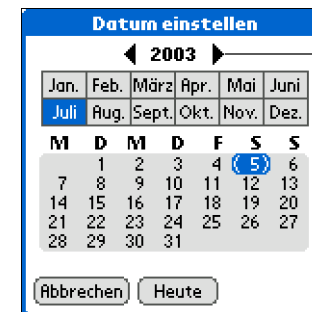 Datum einstellen
2003
Jan. Feb. März Apr. Mai Juni
Juli Aug. Sept. Okt. Nov. Dez.
M D M D F S S
1 2 3 4 (5) 6
7 8 9 10 11 12 13
14 15 16 17 18 19 20
21 22 23 24 25 26 27
28 29 30 31
Abbrechen Heute